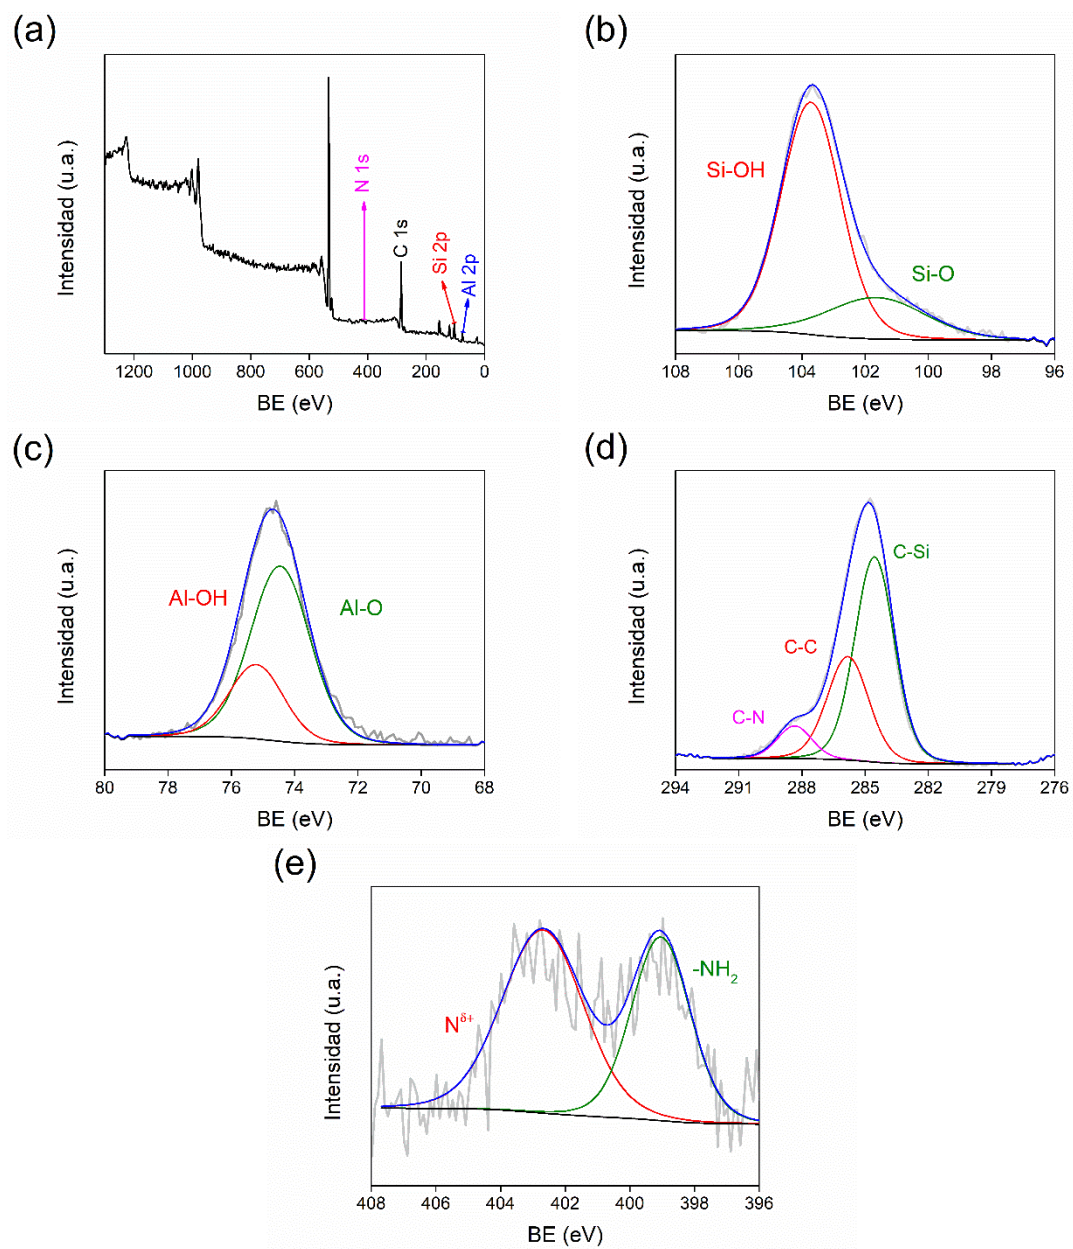 (a)
Intensidad (u.a.)
N 1s
C 1s
Si 2p
Al 2p
1200 1000 800 600 400 200 0
BE (eV)
(b)
Intensidad (u.a.)
Si-OH
Si-O
108 106 104 102 100 98 96
BE (eV)
(c)
Intensidad (u.a.)
Al-OH
Al-O
80 78 76 74 72 70 68
BE (eV)
(d)
Intensidad (u.a.)
C-Si
C-C
C-N
294 291 288 285 282 279 276
BE (eV)
(e)
Intensidad (u.a.)
-NH₂
N^δ+
408 406 404 402 400 398 396
BE (eV)